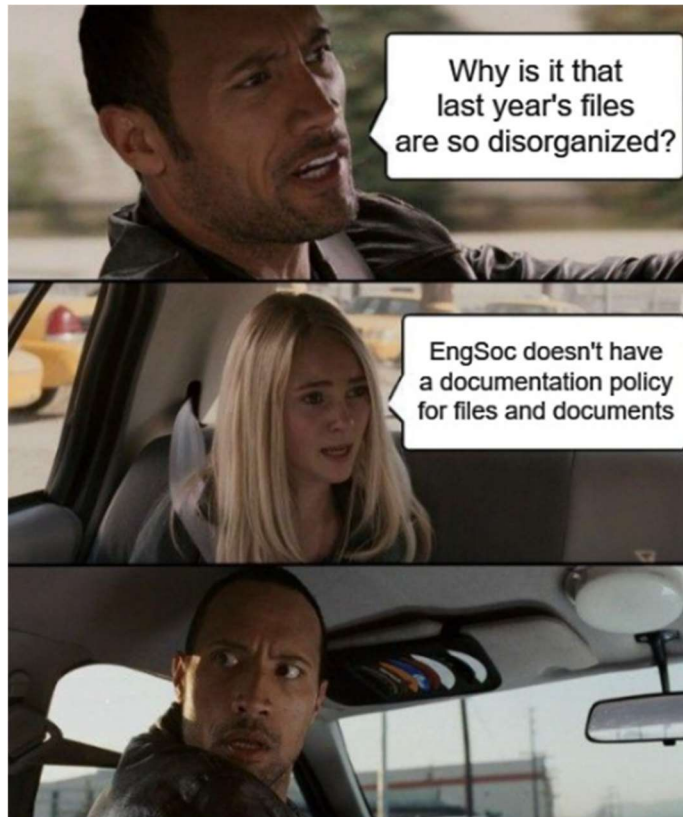 Why is it that
last year's files
are so disorganized?
EngSoc doesn't have
a documentation policy
for files and documents